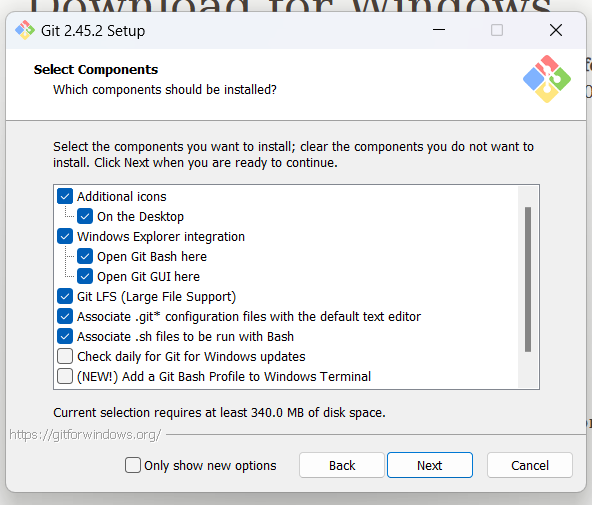 Download for Windows
Git 2.45.2 Setup
Select Components
Which components should be installed?
Select the components you want to install; clear the components you do not want to
install. Click Next when you are ready to continue.
Additional icons
On the Desktop
Windows Explorer integration
Open Git Bash here
Open Git GUI here
Git LFS (Large File Support)
Associate .git* configuration files with the default text editor
Associate .sh files to be run with Bash
Check daily for Git for Windows updates
(NEW!) Add a Git Bash Profile to Windows Terminal
Current selection requires at least 340.0 MB of disk space.
https://gitforwindows.org/
Only show new options
Back
Next
Cancel